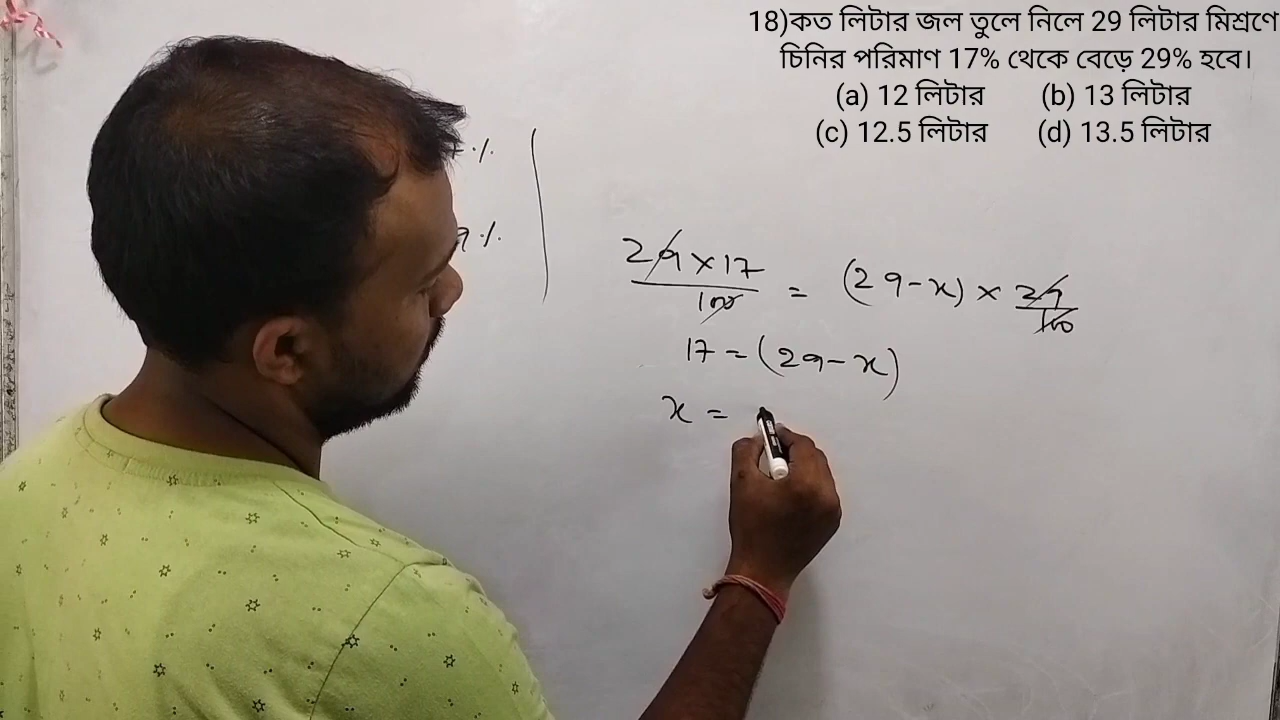 18)কত লিটার জল তুলে নিলে 29 লিটার মিশ্রণে
চিনির পরিমাণ 17% থেকে বেড়ে 29% হবে।
(a) 12 লিটার (b) 13 লিটার
(c) 12.5 লিটার (d) 13.5 লিটার
%
9%
29×17/100 = (29-x) × 29/100
17 = (29-x)
x =